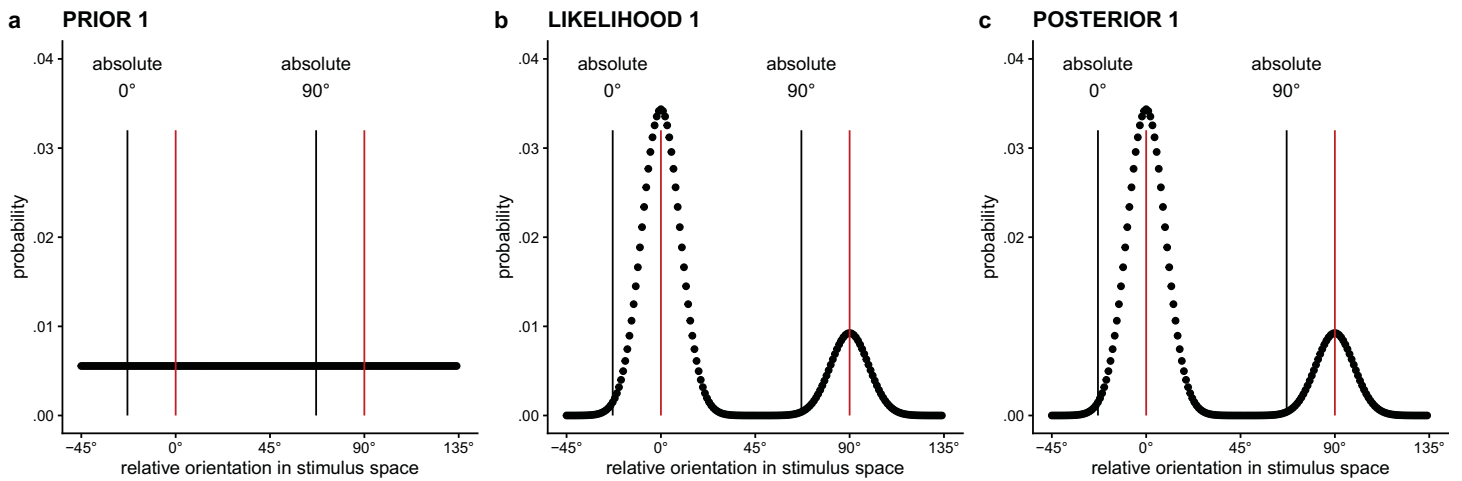 a PRIOR 1
.04
.03
.02
.01
.00
probability
absolute
0°
absolute
90°
−45°
0°
45°
90°
135°
relative orientation in stimulus space
b LIKELIHOOD 1
.04
.03
.02
.01
.00
probability
absolute
0°
absolute
90°
−45°
0°
45°
90°
135°
relative orientation in stimulus space
c POSTERIOR 1
.04
.03
.02
.01
.00
probability
absolute
0°
absolute
90°
−45°
0°
45°
90°
135°
relative orientation in stimulus space